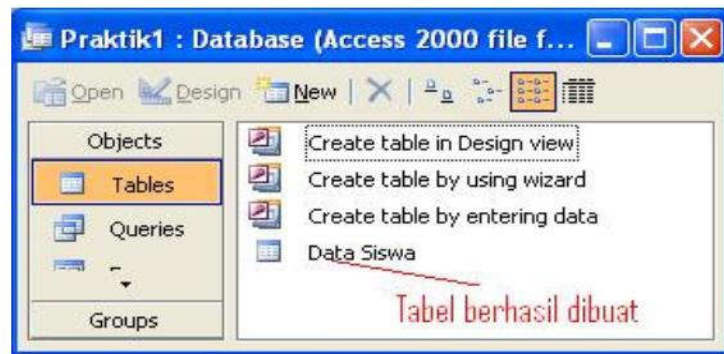 Praktik1 : Database (Access 2000 file f...
Open Design New
Objects
Tables
Queries
Groups
Create table in Design view
Create table by using wizard
Create table by entering data
Data Siswa
Tabel berhasil dibuat